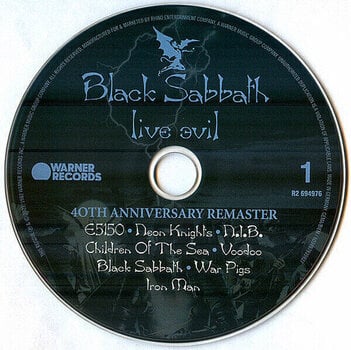 Black Sabbath
live evil
WARNER
RECORDS
1
R2 694976
40TH ANNIVERSARY REMASTER
E5150 • Neon Knights • N.I.B.
Children Of The Sea • Voodoo
Black Sabbath • War Pigs
Iron Man